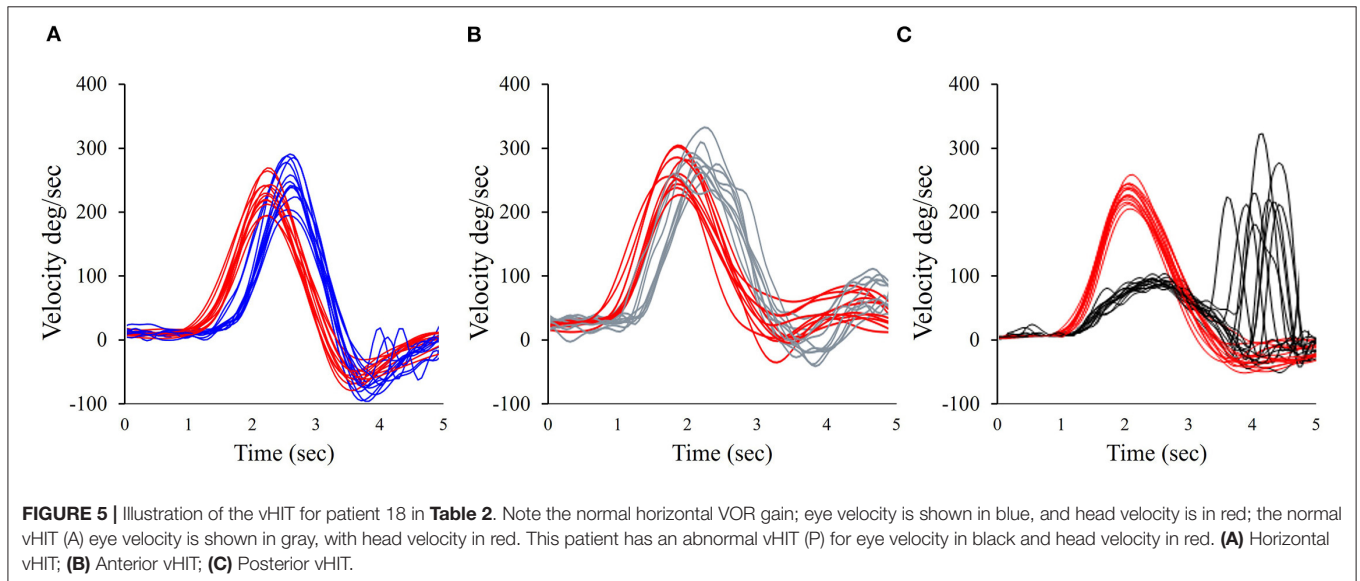 A
B
C
400
300
200
100
0
-100
Velocity deg/sec
0 1 2 3 4 5
Time (sec)
400
300
200
100
0
-100
Velocity deg/sec
0 1 2 3 4 5
Time (sec)
400
300
200
100
0
-100
Velocity deg/sec
0 1 2 3 4 5
Time (sec)
FIGURE 5 | Illustration of the vHIT for patient 18 in Table 2. Note the normal horizontal VOR gain; eye velocity is shown in blue, and head velocity is in red; the normal
vHIT (A) eye velocity is shown in gray, with head velocity in red. This patient has an abnormal vHIT (P) for eye velocity in black and head velocity in red. (A) Horizontal
vHIT; (B) Anterior vHIT; (C) Posterior vHIT.